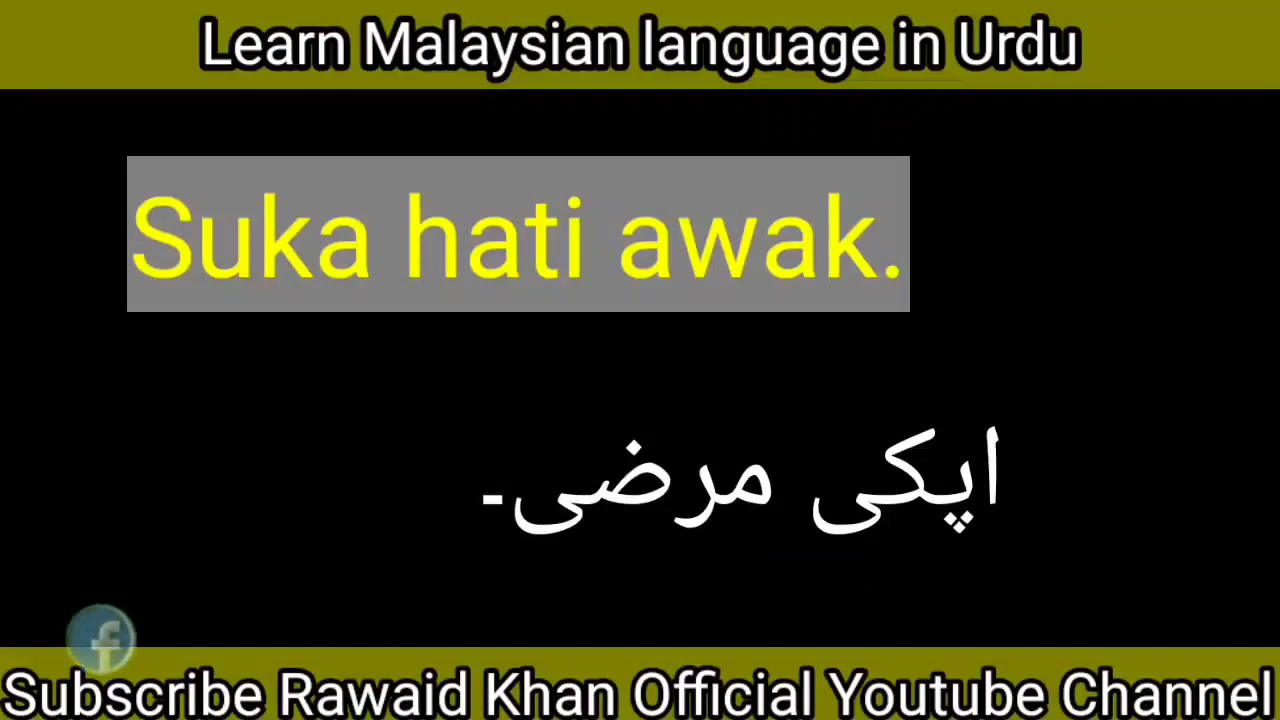 Learn Malaysian language in Urdu
Suka hati awak.
اپکی مرضی۔
Subscribe Rawaid Khan Official Youtube Channel